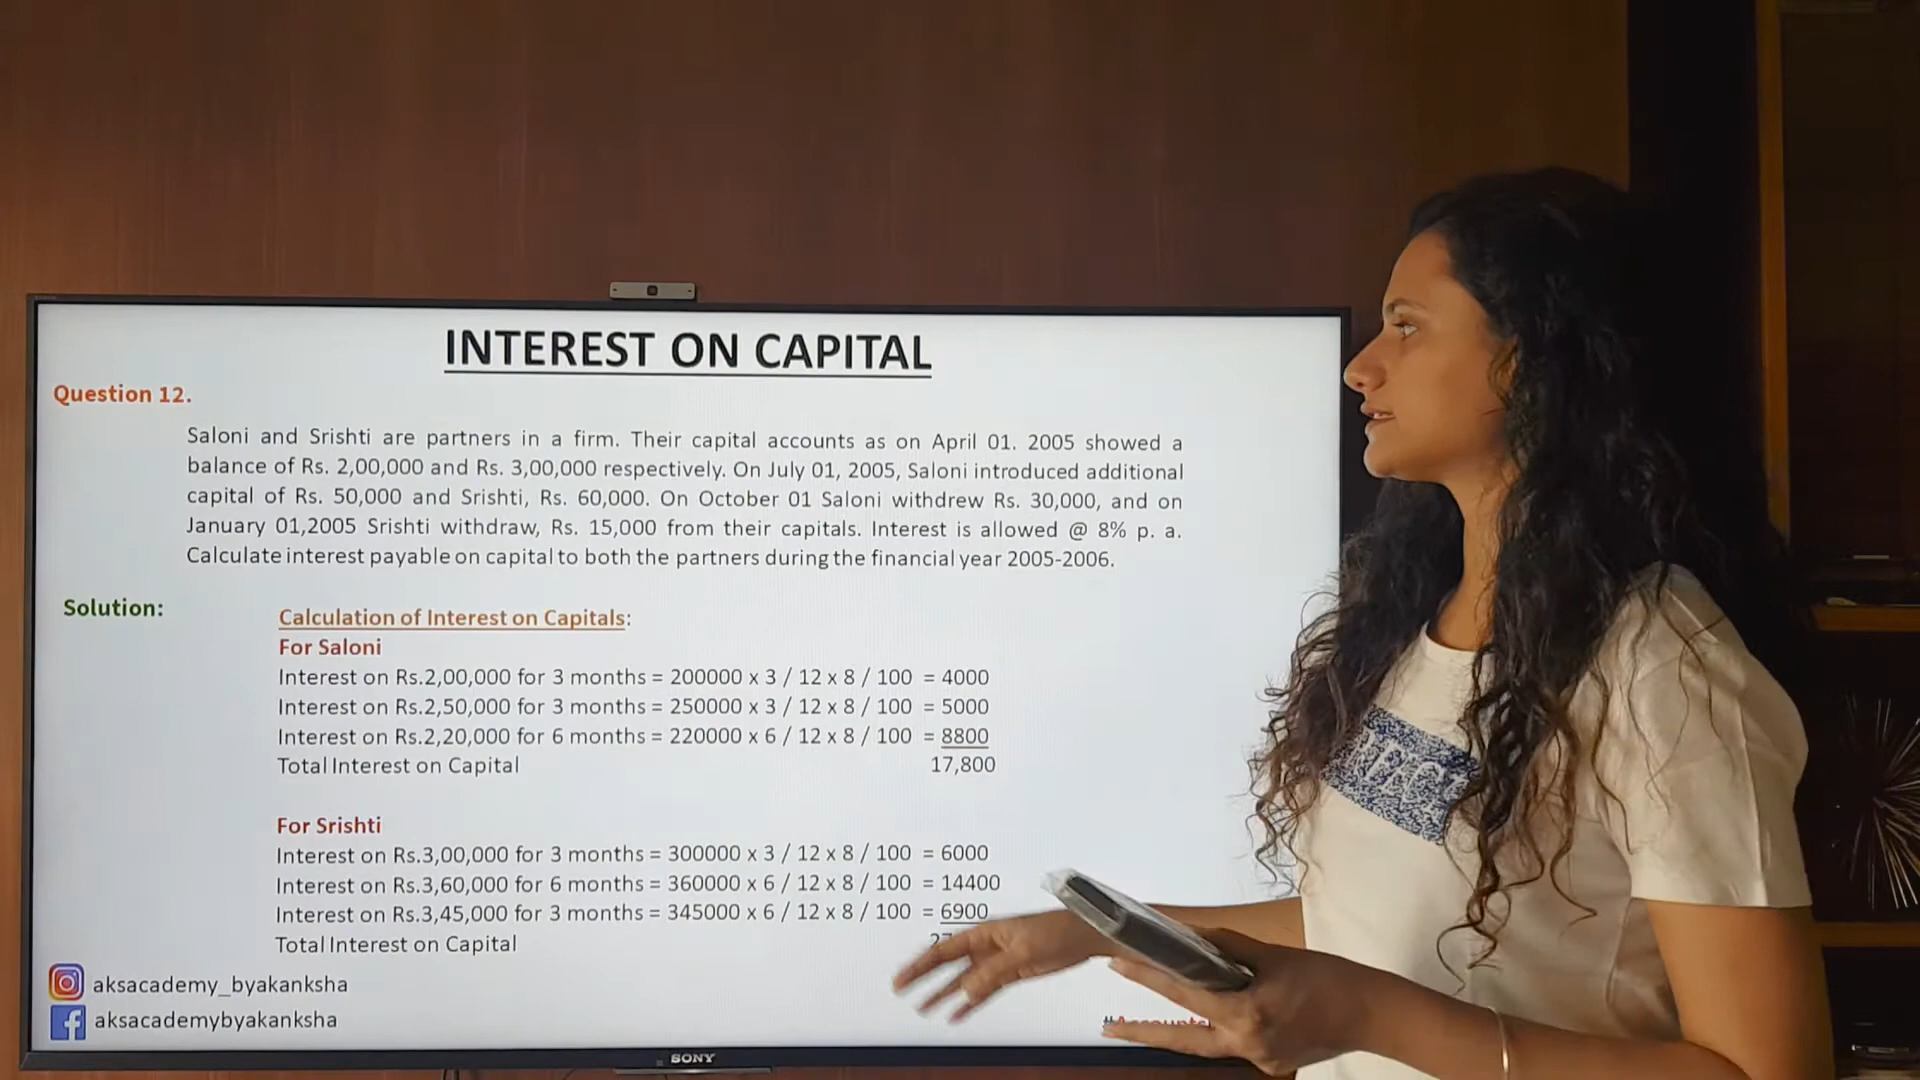 INTEREST ON CAPITAL
Question 12.
Saloni and Srishti are partners in a firm. Their capital accounts as on April 01. 2005 showed a
balance of Rs. 2,00,000 and Rs. 3,00,000 respectively. On July 01, 2005, Saloni introduced additional
capital of Rs. 50,000 and Srishti, Rs. 60,000. On October 01 Saloni withdrew Rs. 30,000, and on
January 01,2005 Srishti withdraw, Rs. 15,000 from their capitals. Interest is allowed @ 8% p. a.
Calculate interest payable on capital to both the partners during the financial year 2005-2006.
Solution:
Calculation of Interest on Capitals:
For Saloni
Interest on Rs.2,00,000 for 3 months = 200000 x 3 / 12 x 8 / 100 = 4000
Interest on Rs.2,50,000 for 3 months = 250000 x 3 / 12 x 8 / 100 = 5000
Interest on Rs.2,20,000 for 6 months = 220000 x 6 / 12 x 8 / 100 = 8800
Total Interest on Capital 17,800
For Srishti
Interest on Rs.3,00,000 for 3 months = 300000 x 3 / 12 x 8 / 100 = 6000
Interest on Rs.3,60,000 for 6 months = 360000 x 6 / 12 x 8 / 100 = 14400
Interest on Rs.3,45,000 for 3 months = 345000 x 6 / 12 x 8 / 100 = 6900
Total Interest on Capital
aksacademy_byakanksha
aksacademybyakanksha
SONY